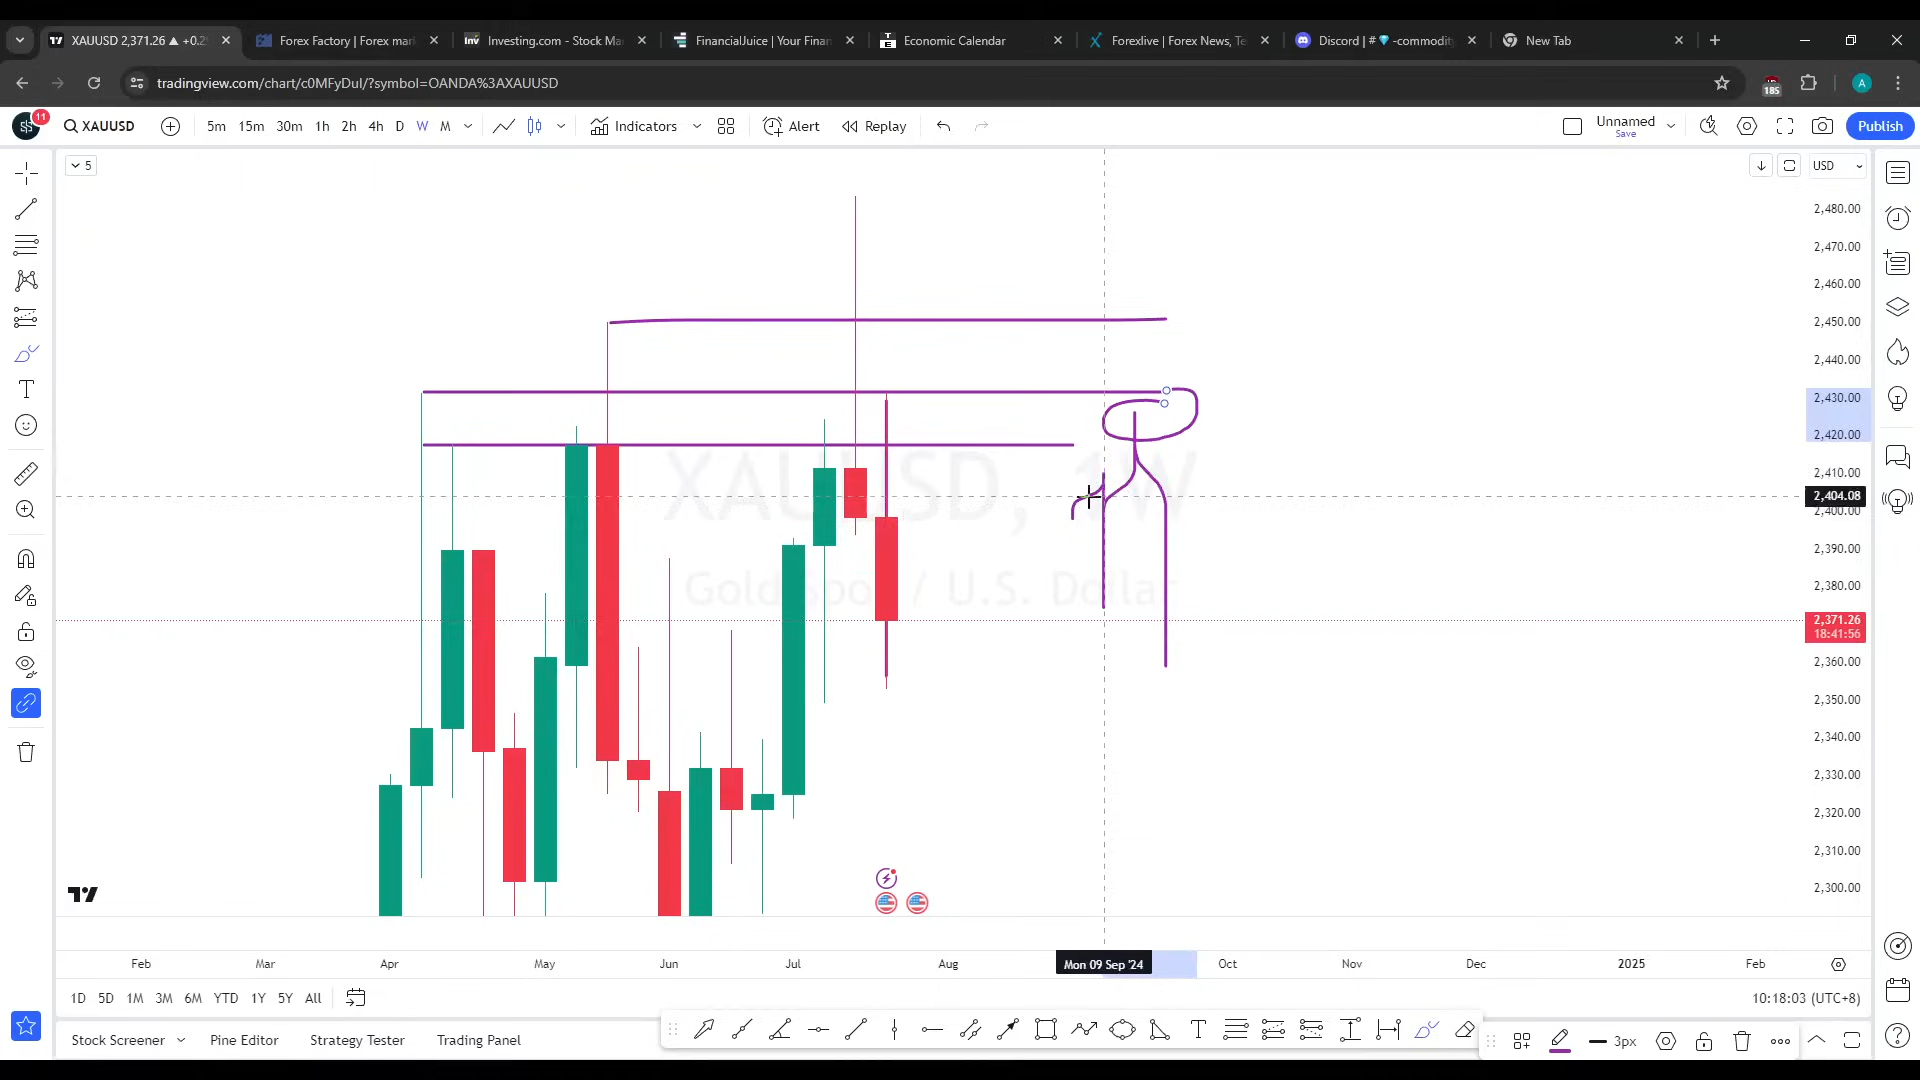 XAUUSD 2,371.26 ▲ +0.2
Forex Factory | Forex mar
Investing.com - Stock Ma
FinancialJuice | Your Finan
Economic Calendar
Forexlive | Forex News, Te
Discord | #💎-commodity
New Tab
tradingview.com/chart/c0MFyDuI/?symbol=OANDA%3AXAUUSD
185
A
11
XAUUSD
5m 15m 30m 1h 2h 4h D W M
Indicators
Alert
Replay
Unnamed
Save
Publish
5
USD
2,480.00
2,470.00
2,460.00
2,450.00
2,440.00
2,430.00
2,420.00
2,410.00
2,404.08
2,400.00
2,390.00
2,380.00
2,371.26
18:41:56
2,360.00
2,350.00
2,340.00
2,330.00
2,320.00
2,310.00
2,300.00
XAUUSD, 1W
Gold Spot / U.S. Dollar
Feb Mar Apr May Jun Jul Aug Mon 09 Sep '24 Oct Nov Dec 2025 Feb
1D 5D 1M 3M 6M YTD 1Y 5Y All
10:18:03 (UTC+8)
Stock Screener
Pine Editor
Strategy Tester
Trading Panel
3px